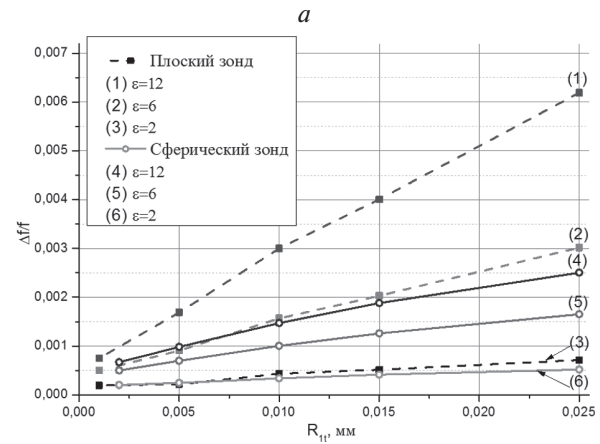 а
0,007
0,006
0,005
0,004
0,003
0,002
0,001
0,000
Δf/f
Плоский зонд
(1) ε=12
(2) ε=6
(3) ε=2
Сферический зонд
(4) ε=12
(5) ε=6
(6) ε=2
(1)
(2)
(4)
(5)
(3)
(6)
0,000 0,005 0,010 0,015 0,020 0,025
R1t, мм